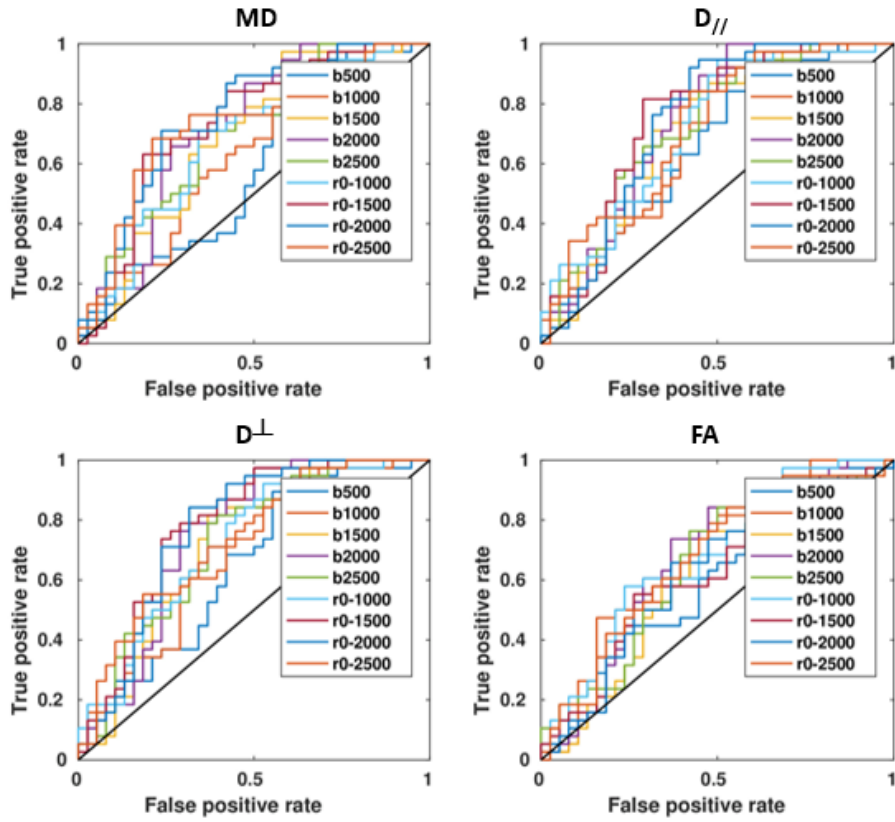 MD
1
0.8
0.6
0.4
0.2
0
True positive rate
0 0.5 1
False positive rate
b500
b1000
b1500
b2000
b2500
r0-1000
r0-1500
r0-2000
r0-2500
D//
1
0.8
0.6
0.4
0.2
0
True positive rate
0 0.5 1
False positive rate
b500
b1000
b1500
b2000
b2500
r0-1000
r0-1500
r0-2000
r0-2500
D⊥
1
0.8
0.6
0.4
0.2
0
True positive rate
0 0.5 1
False positive rate
b500
b1000
b1500
b2000
b2500
r0-1000
r0-1500
r0-2000
r0-2500
FA
1
0.8
0.6
0.4
0.2
0
True positive rate
0 0.5 1
False positive rate
b500
b1000
b1500
b2000
b2500
r0-1000
r0-1500
r0-2000
r0-2500